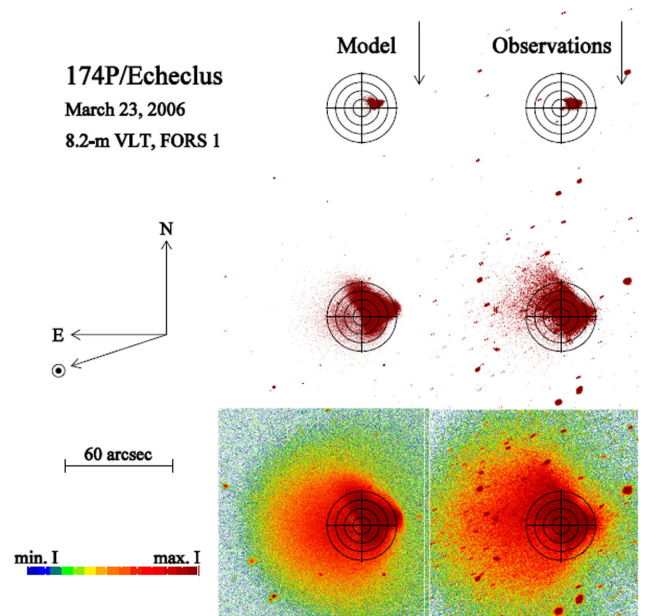 Model
Observations
174P/Echeclus
March 23, 2006
8.2-m VLT, FORS 1
N
E
60 arcsec
min. I
max. I